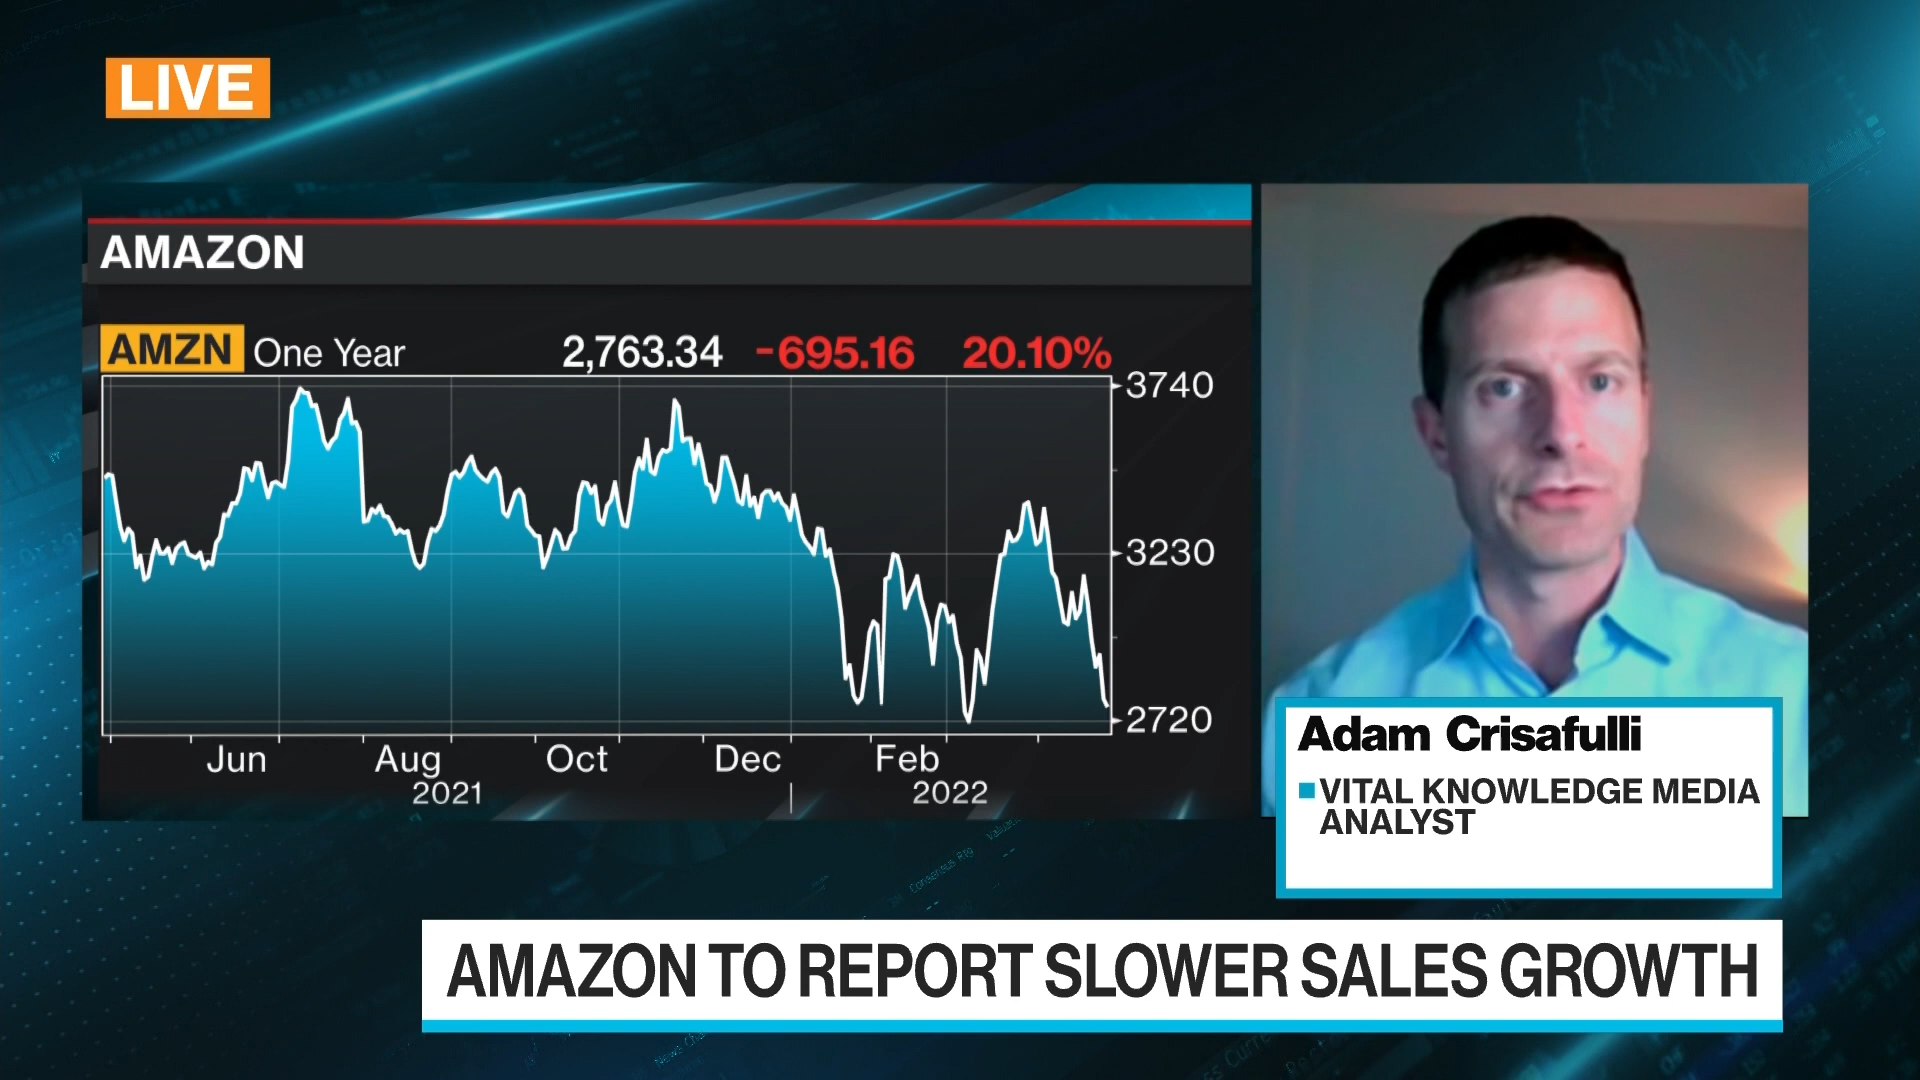 LIVE
AMAZON
AMZN One Year 2,763.34 -695.16 20.10%
3740
3230
2720
Jun Aug Oct Dec Feb
2021 2022
Adam Crisafulli
VITAL KNOWLEDGE MEDIA
ANALYST
AMAZON TO REPORT SLOWER SALES GROWTH